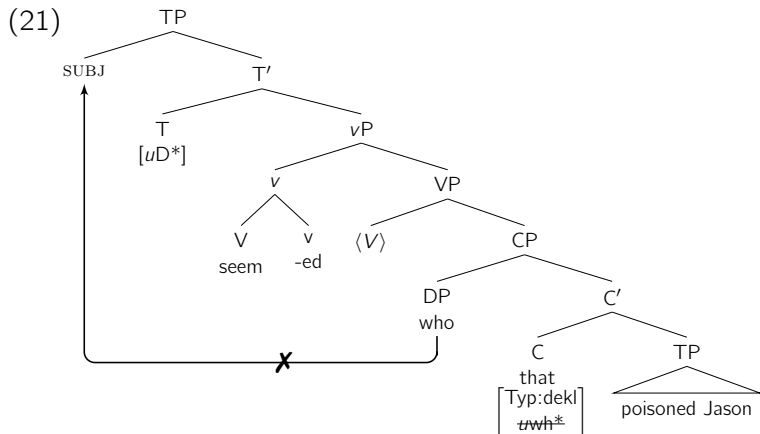 (21)
TP
SUBJ T′
T vP
[uD*]
v VP
V v ⟨V⟩ CP
seem -ed
DP C′
who
C TP
that
[Typ:dekl] poisoned Jason
uwh*
✗